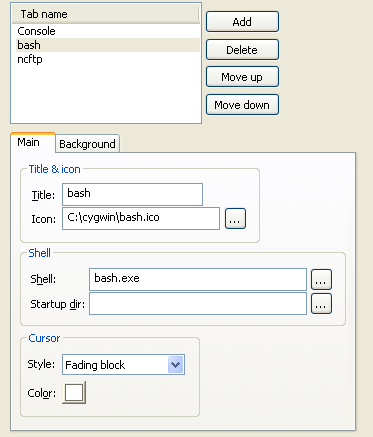 Tab name
Console
bash
ncftp
Add
Delete
Move up
Move down
Main Background
Title & icon
Title: bash
Icon: C:\cygwin\bash.ico ...
Shell
Shell: bash.exe ...
Startup dir: ...
Cursor
Style: Fading block
Color: